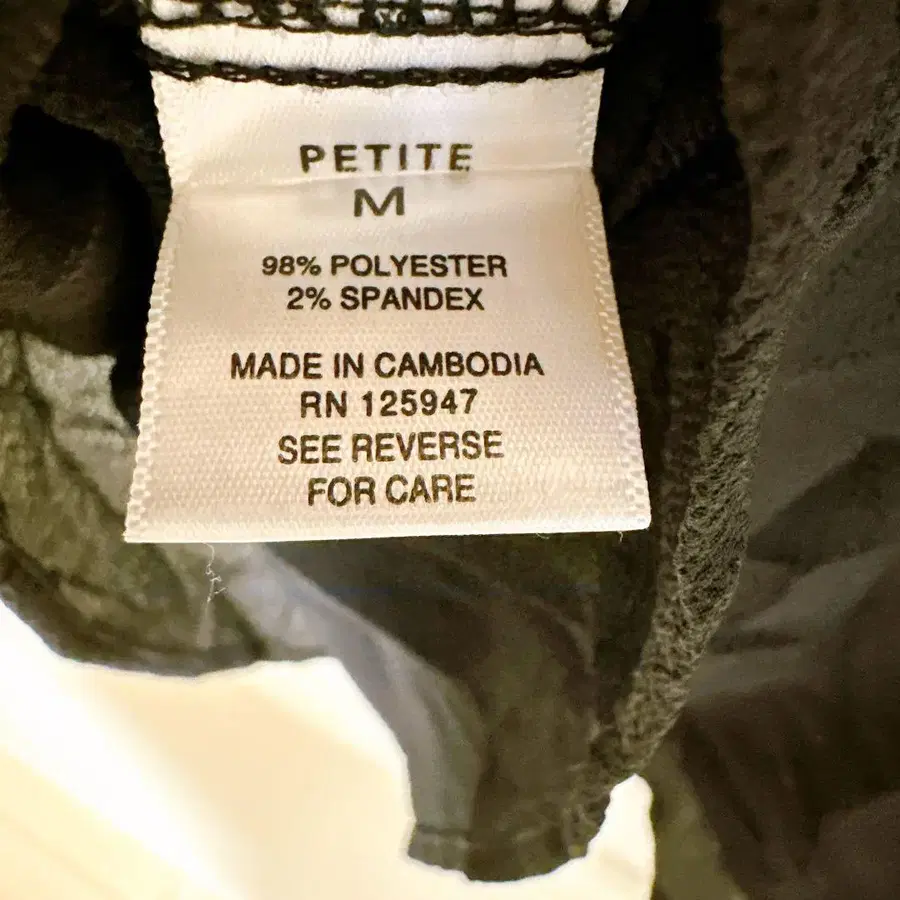 PETITE
M
98% POLYESTER
2% SPANDEX
MADE IN CAMBODIA
RN 125947
SEE REVERSE
FOR CARE